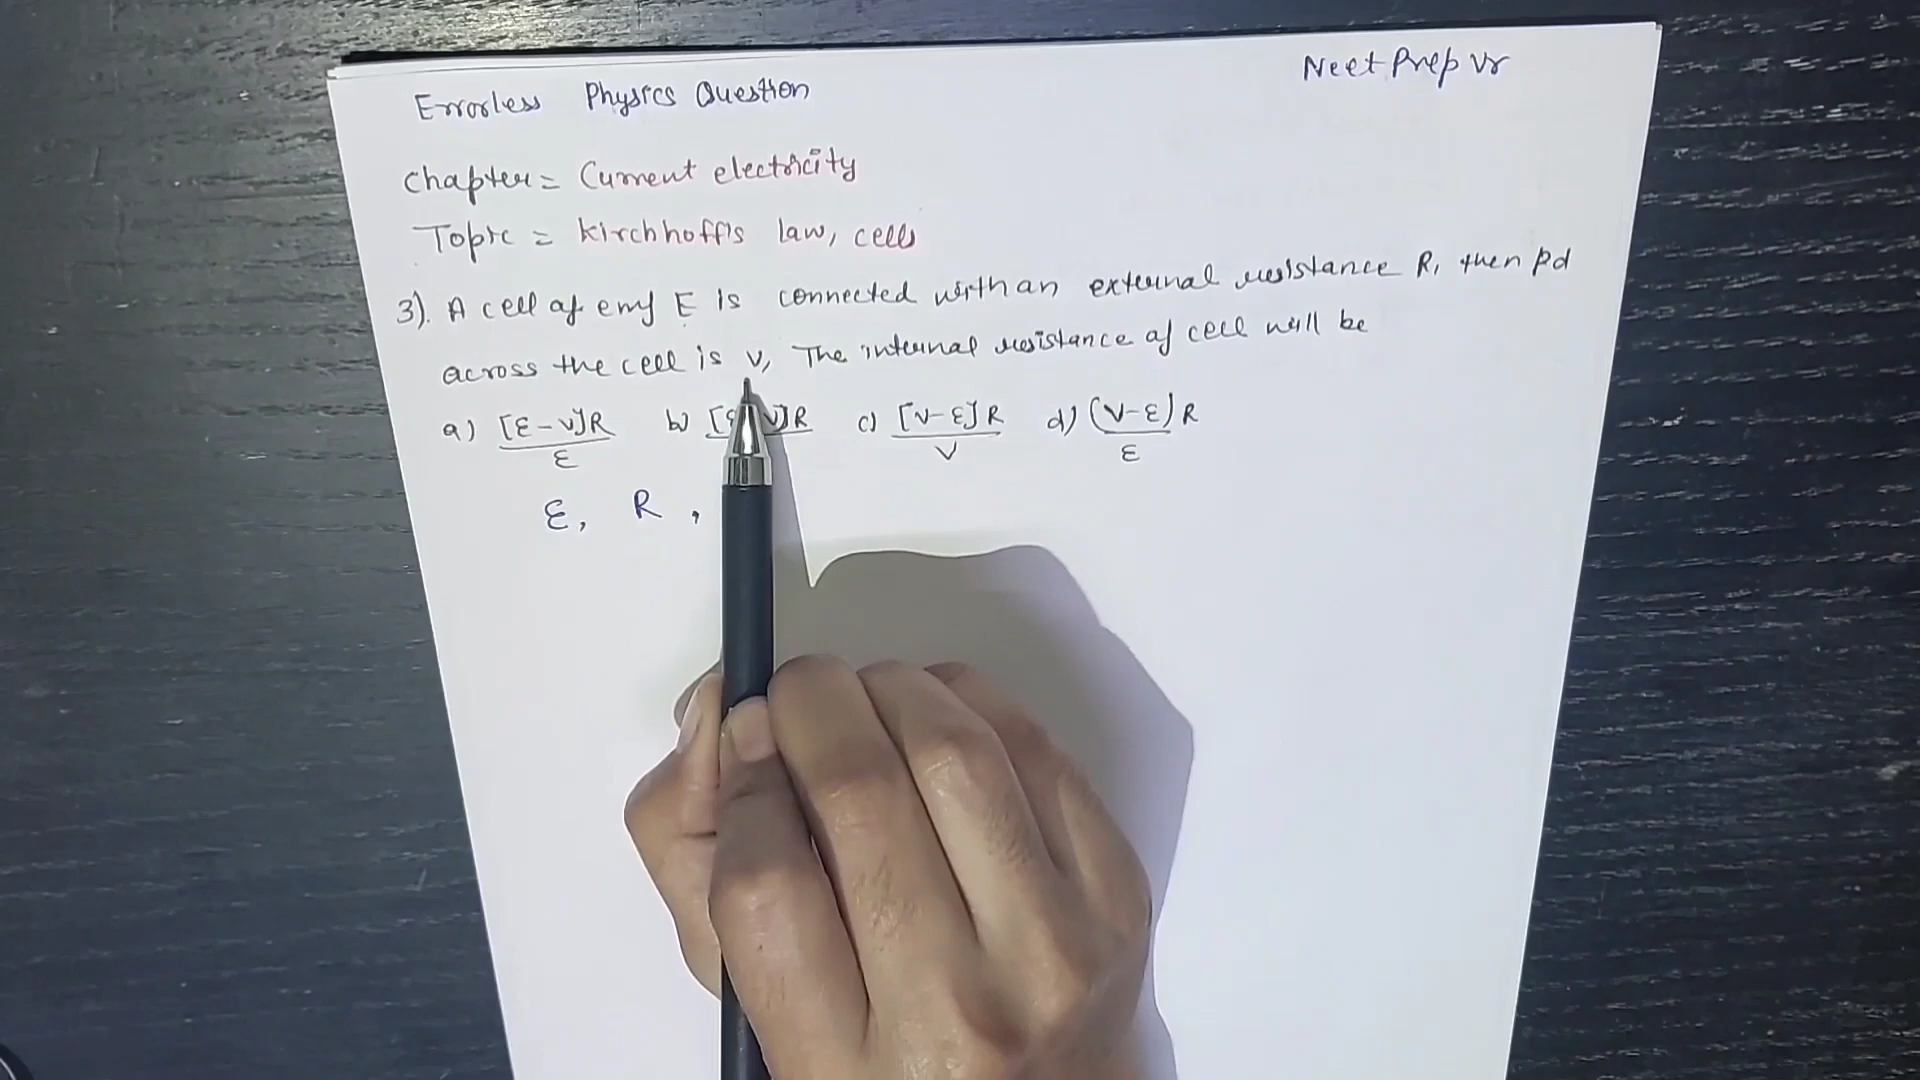 Neet Prep Vr
Errorless Physics Question
Chapter = Current electricity
Topic = Kirchhoff's law, cell
3). A cell of emf E is connected with an external resistance R, then pd
across the cell is V, The internal resistance of cell will be
a) [ε-v]R / ε b) [ε v]R c) [V-ε] R / V d) (V-ε) R / ε
ε, R ,